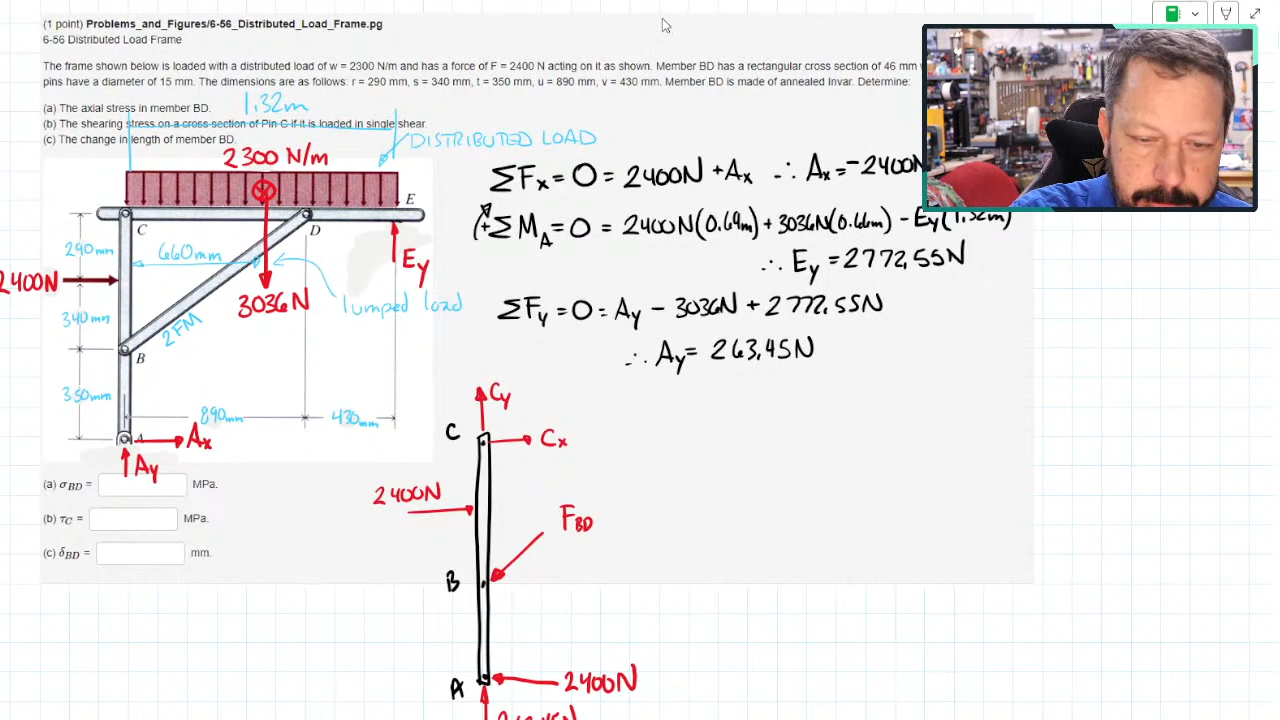 (1 point) Problems_and_Figures/6-56_Distributed_Load_Frame.pg
6-56 Distributed Load Frame
The frame shown below is loaded with a distributed load of w = 2300 N/m and has a force of F = 2400 N acting on it as shown. Member BD has a rectangular cross section of 46 mm
pins have a diameter of 15 mm. The dimensions are as follows: r = 290 mm, s = 340 mm, t = 350 mm, u = 890 mm, v = 430 mm. Member BD is made of annealed Invar. Determine:
(a) The axial stress in member BD.
(b) The shearing stress on a cross section of Pin C if it is loaded in single shear.
(c) The change in length of member BD.
1.32m
DISTRIBUTED LOAD
2300 N/m
E
C
D
290mm
660mm
2400N
Ey
3036N
lumped load
340mm
2FM
B
350mm
890mm
430mm
A
Ax
Ay
(a) σBD = MPa.
(b) τC = MPa.
(c) δBD = mm.
ΣFx = 0 = 2400N + Ax ∴ Ax = -2400N
+ΣMA = 0 = 2400N(0.69m) + 3036N(0.66m) - Ey(1.32m)
∴ Ey = 2772.55N
ΣFy = 0 = Ay - 3036N + 2772.55N
∴ Ay = 263.45N
Cy
C
Cx
2400N
FBD
B
A
2400N